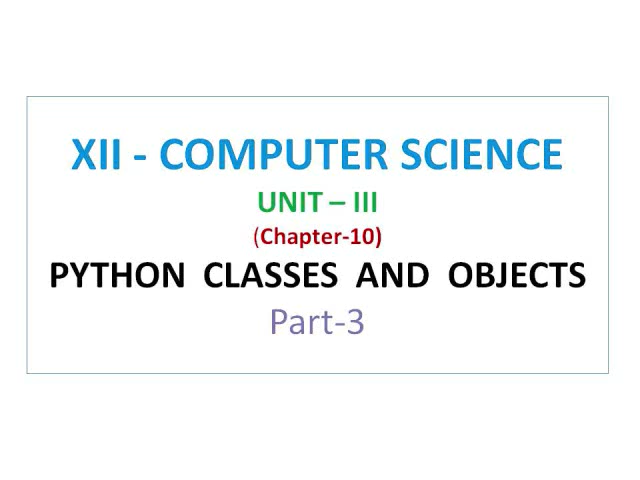 XII - COMPUTER SCIENCE
UNIT – III
(Chapter-10)
PYTHON CLASSES AND OBJECTS
Part-3